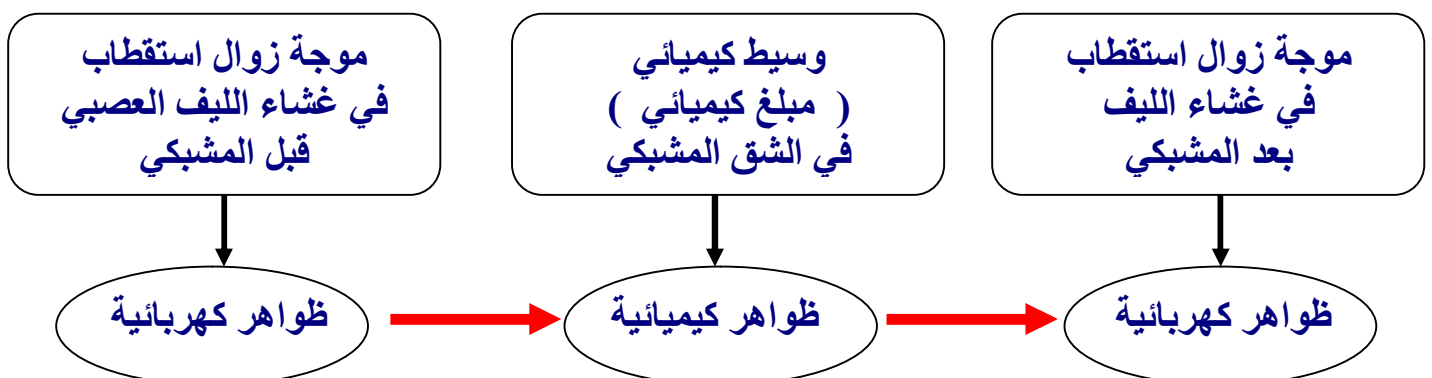 موجة زوال استقطاب
في غشاء الليف العصبي
قبل المشبكي
وسيط كيميائي
( مبلغ كيميائي )
في الشق المشبكي
موجة زوال استقطاب
في غشاء الليف
بعد المشبكي
ظواهر كهربائية
ظواهر كيميائية
ظواهر كهربائية